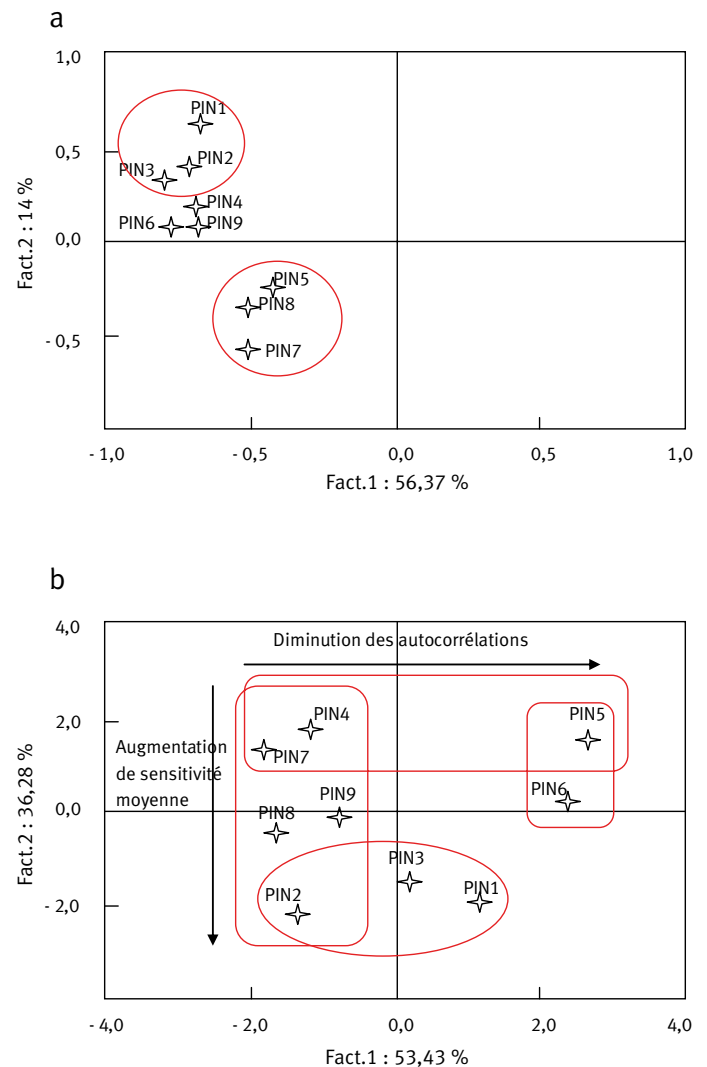 a
1,0
PIN1
0,5
PIN2
PIN3
PIN4
PIN6
PIN9
0,0
Fact.2 : 14 %
PIN5
PIN8
- 0,5
PIN7
- 1,0
- 0,5
0,0
0,5
1,0
Fact.1 : 56,37 %
b
4,0
Diminution des autocorrélations
2,0
PIN4
PIN5
Augmentation
de sensitivité
moyenne
PIN7
PIN9
PIN6
0,0
PIN8
Fact.2 : 36,28 %
PIN3
PIN2
PIN1
- 2,0
- 4,0
- 2,0
0,0
2,0
4,0
Fact.1 : 53,43 %